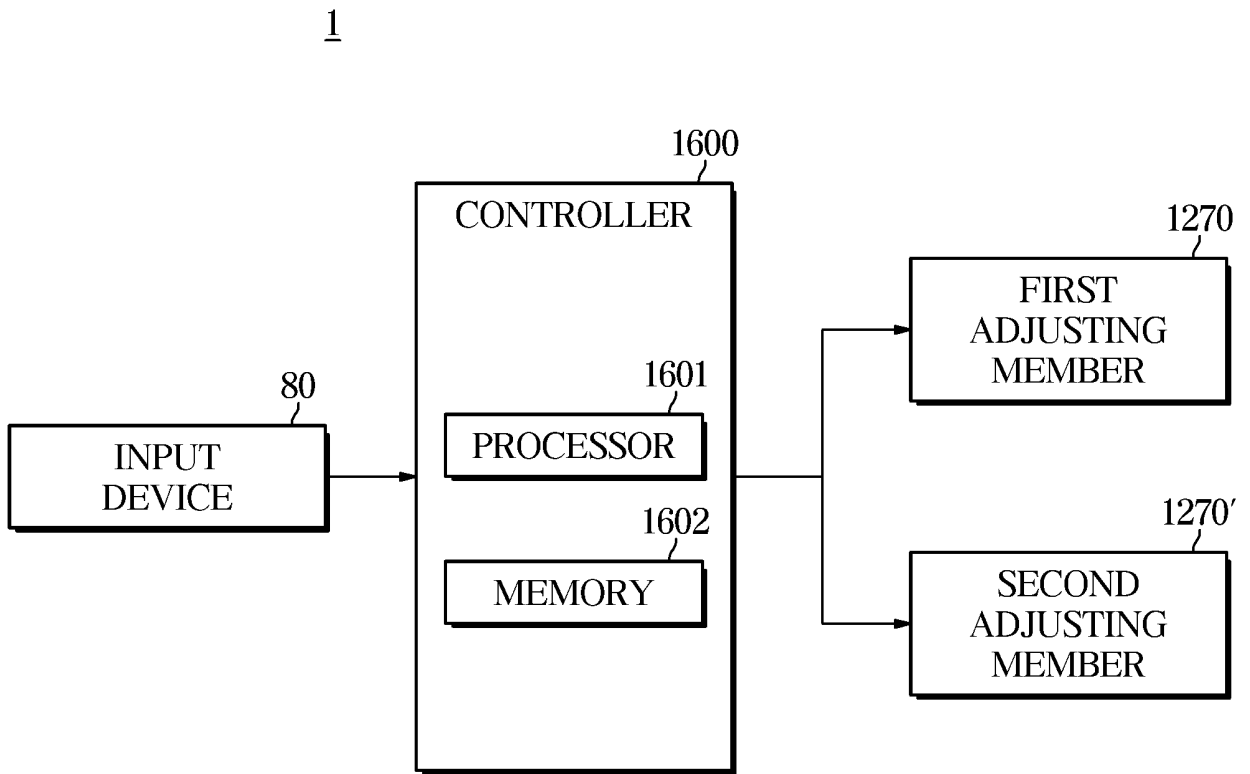 1
1600
CONTROLLER
1270
FIRST
ADJUSTING
MEMBER
80
INPUT
DEVICE
1601
PROCESSOR
1602
MEMORY
1270′
SECOND
ADJUSTING
MEMBER